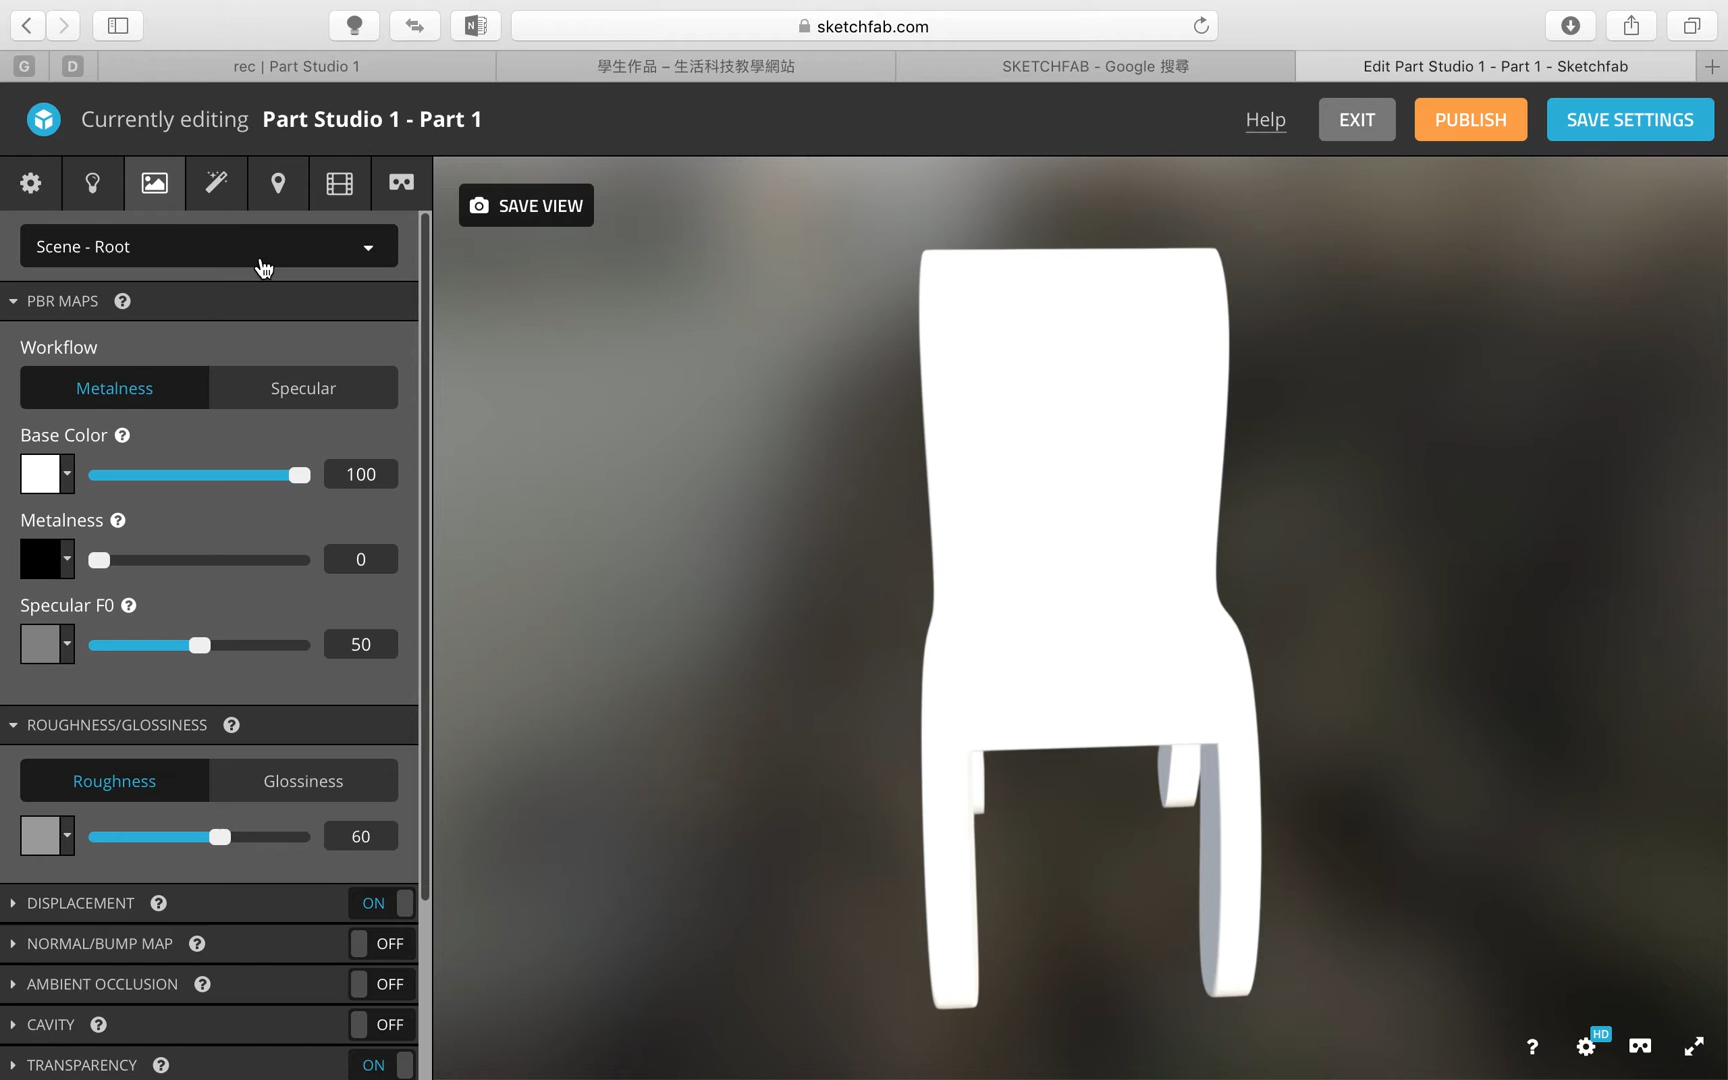 sketchfab.com
G
D
rec | Part Studio 1
學生作品 – 生活科技教學網站
SKETCHFAB - Google 搜尋
Edit Part Studio 1 - Part 1 - Sketchfab
Currently editing Part Studio 1 - Part 1
Help
EXIT
PUBLISH
SAVE SETTINGS
SAVE VIEW
Scene - Root
PBR MAPS ?
Workflow
Metalness
Specular
Base Color ?
100
Metalness ?
0
Specular F0 ?
50
ROUGHNESS/GLOSSINESS ?
Roughness
Glossiness
60
DISPLACEMENT ? ON
NORMAL/BUMP MAP ? OFF
AMBIENT OCCLUSION ? OFF
CAVITY ? OFF
TRANSPARENCY ? ON
?
HD